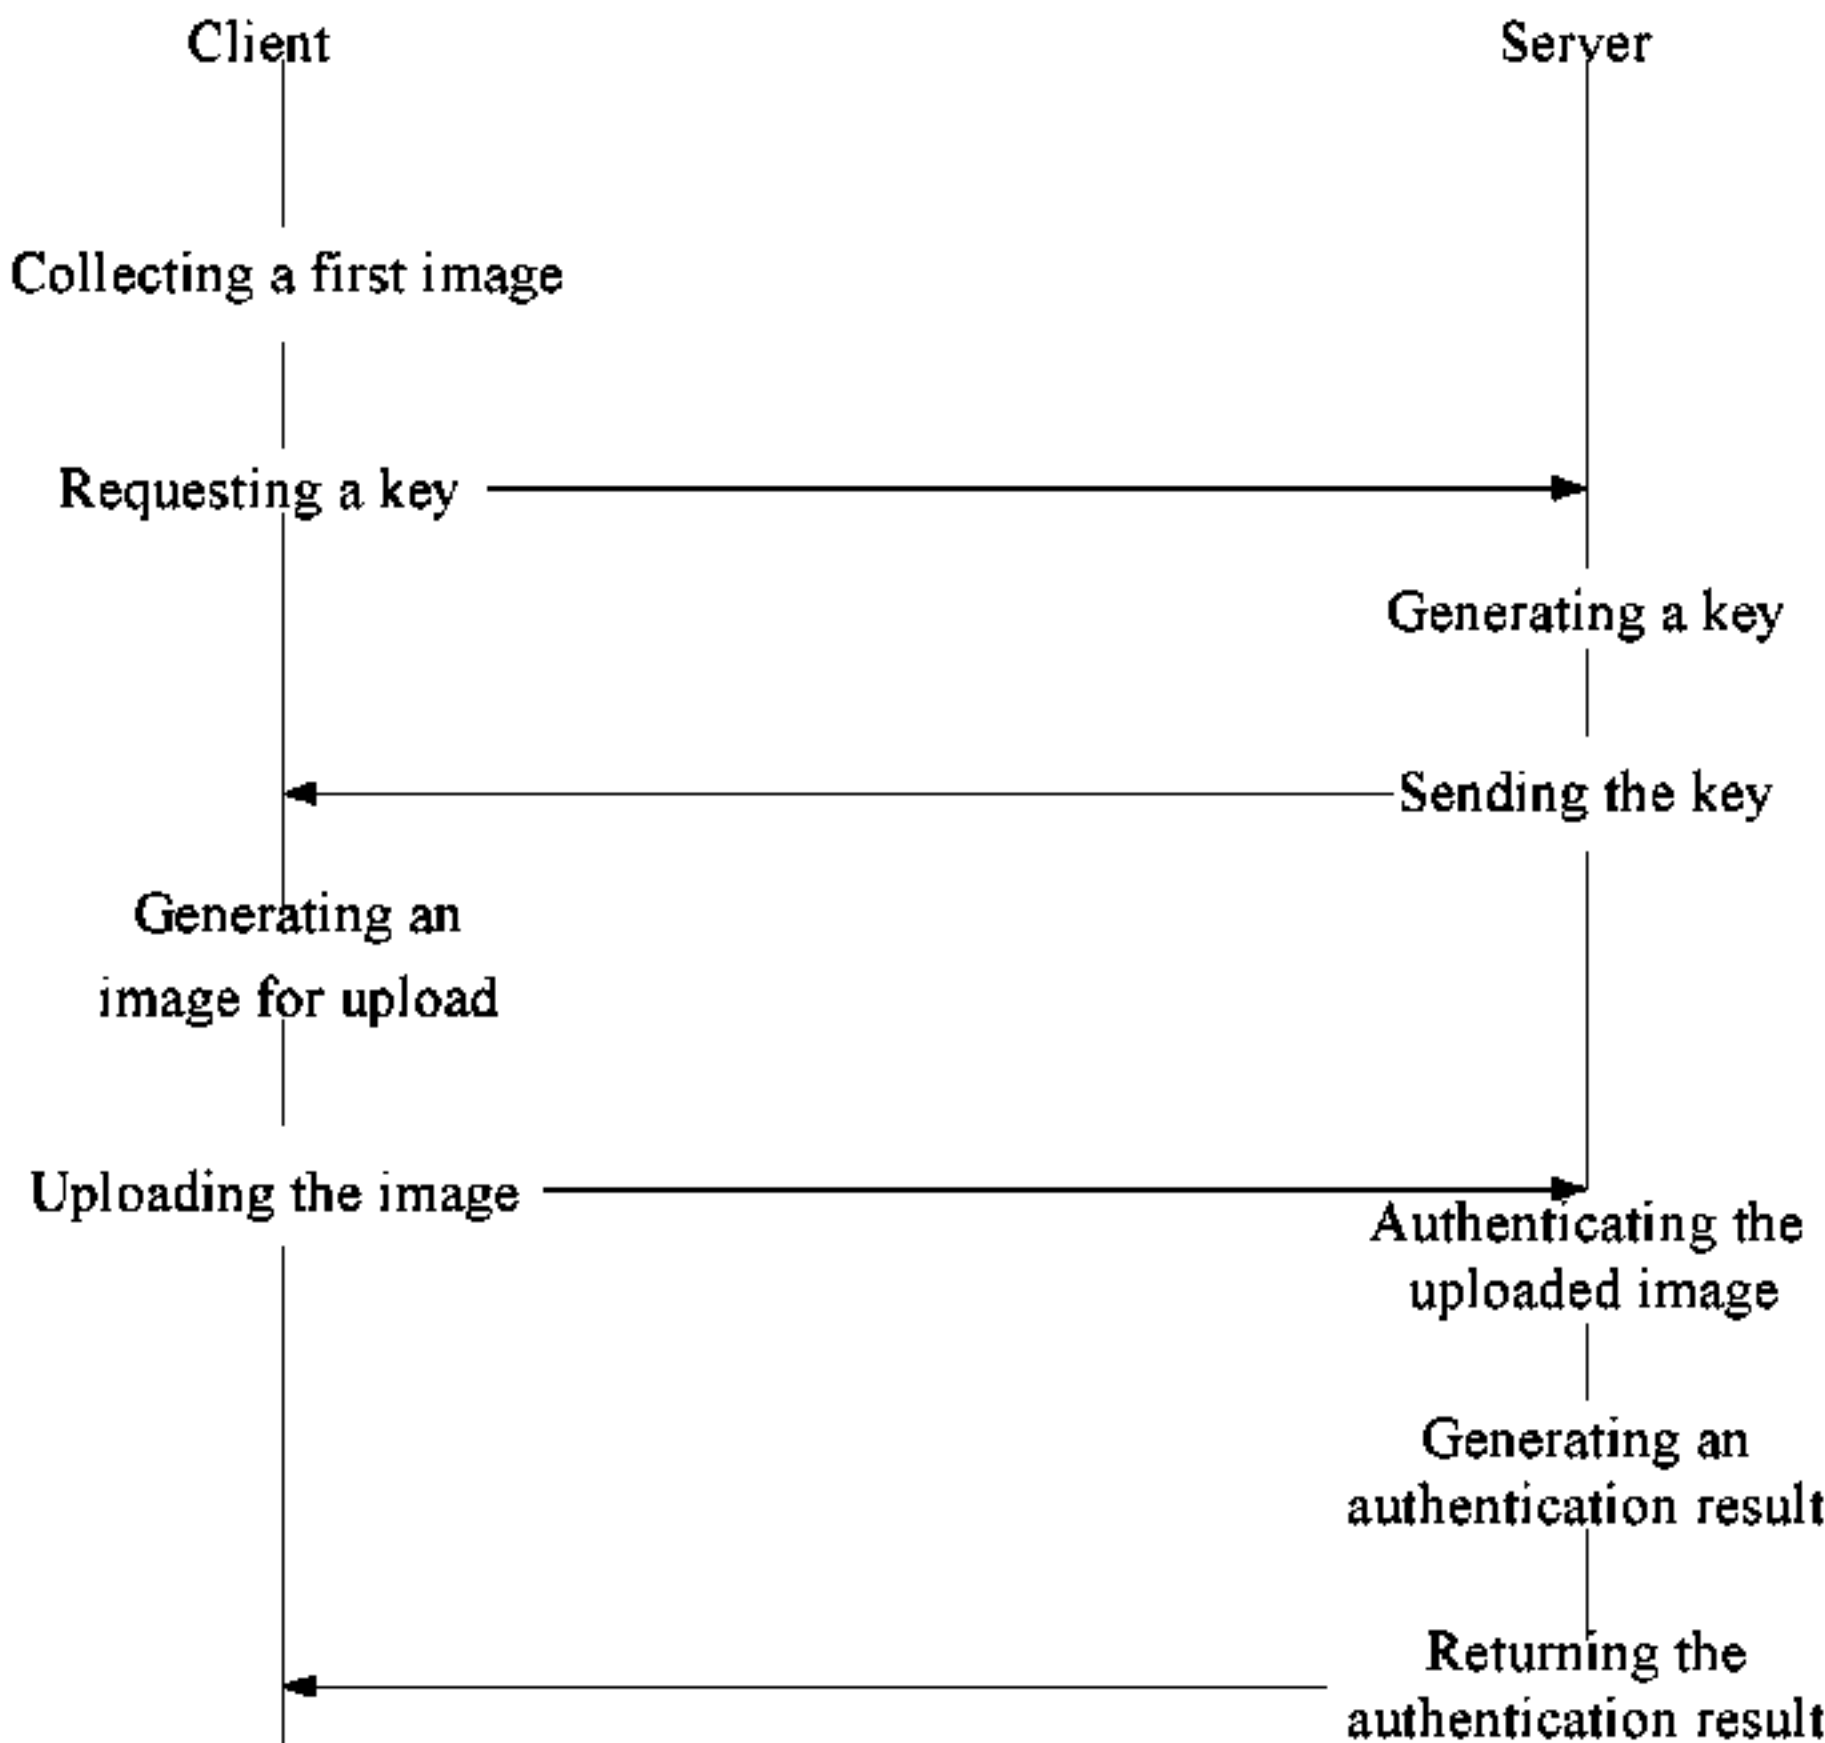 Client
Server
Collecting a first image
Requesting a key
Generating a key
Sending the key
Generating an
image for upload
Uploading the image
Authenticating the
uploaded image
Generating an
authentication result
Returning the
authentication result